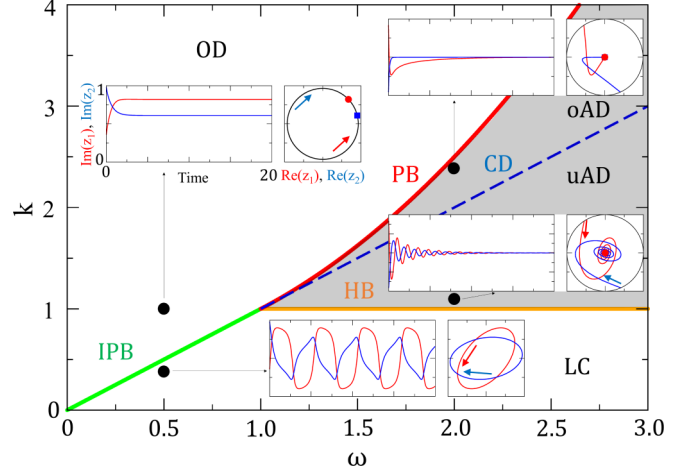 4
OD
oAD
1
Im(z₁), Im(z₂)
0
Time
20
Re(z₁), Re(z₂)
PB
CD
uAD
3
k
2
HB
1
IPB
LC
0
0
0.5
1.0
1.5
2.0
2.5
3.0
ω